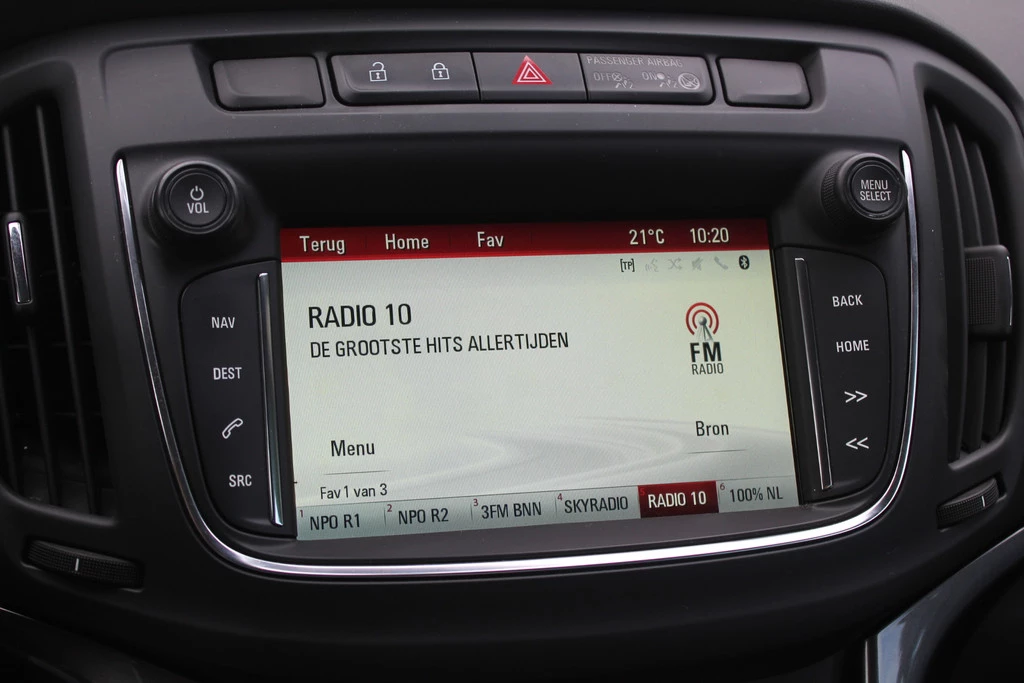 PASSENGER AIRBAG
OFF ON
VOL
MENU
SELECT
Terug Home Fav 21°C 10:20
[TP]
NAV
DEST
SRC
BACK
HOME
>>
<<
RADIO 10
DE GROOTSTE HITS ALLERTIJDEN
FM
RADIO
Menu
Bron
Fav 1 van 3
1 NPO R1 2 NPO R2 3 3FM BNN 4 SKYRADIO RADIO 10 6 100% NL